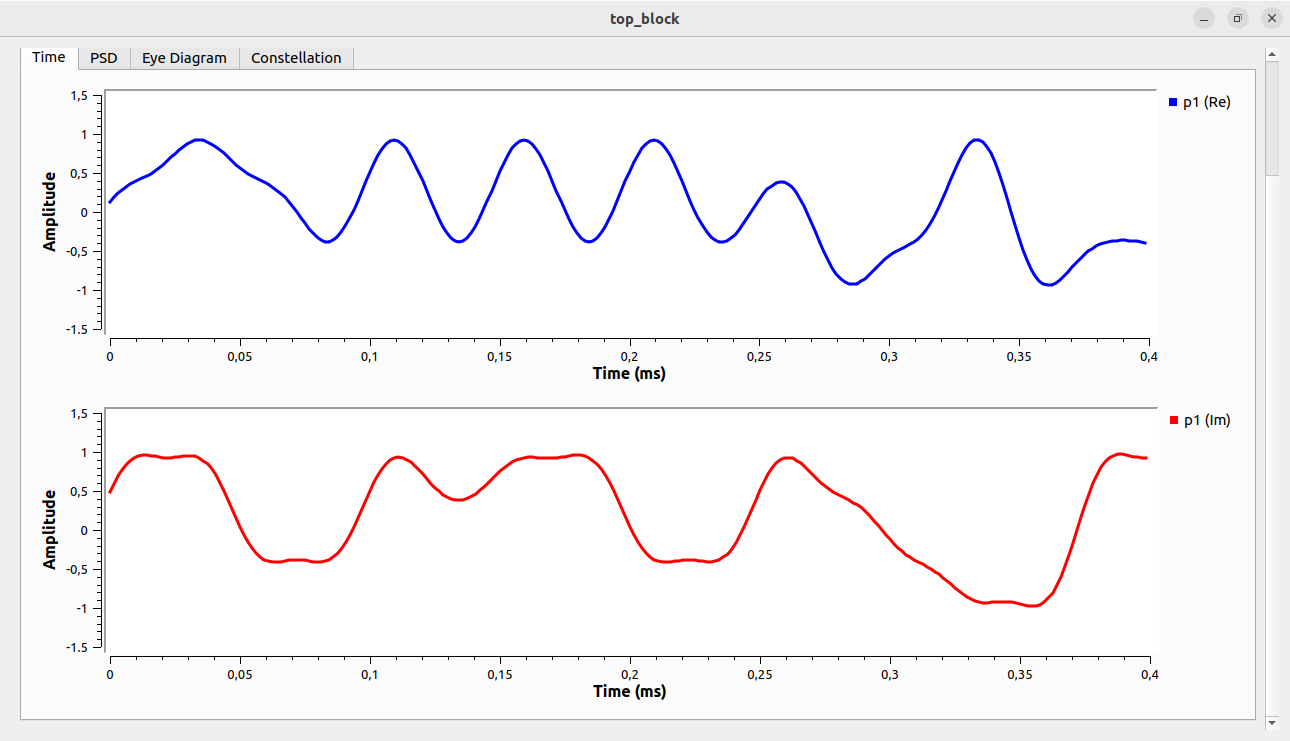 top_block
Time PSD Eye Diagram Constellation
p1 (Re)
Amplitude
1,5
1
0,5
0
-0,5
-1
-1.5
0 0,05 0,1 0,15 0,2 0,25 0,3 0,35 0,4
Time (ms)
p1 (Im)
Amplitude
1,5
1
0,5
0
-0,5
-1
-1.5
0 0,05 0,1 0,15 0,2 0,25 0,3 0,35 0,4
Time (ms)